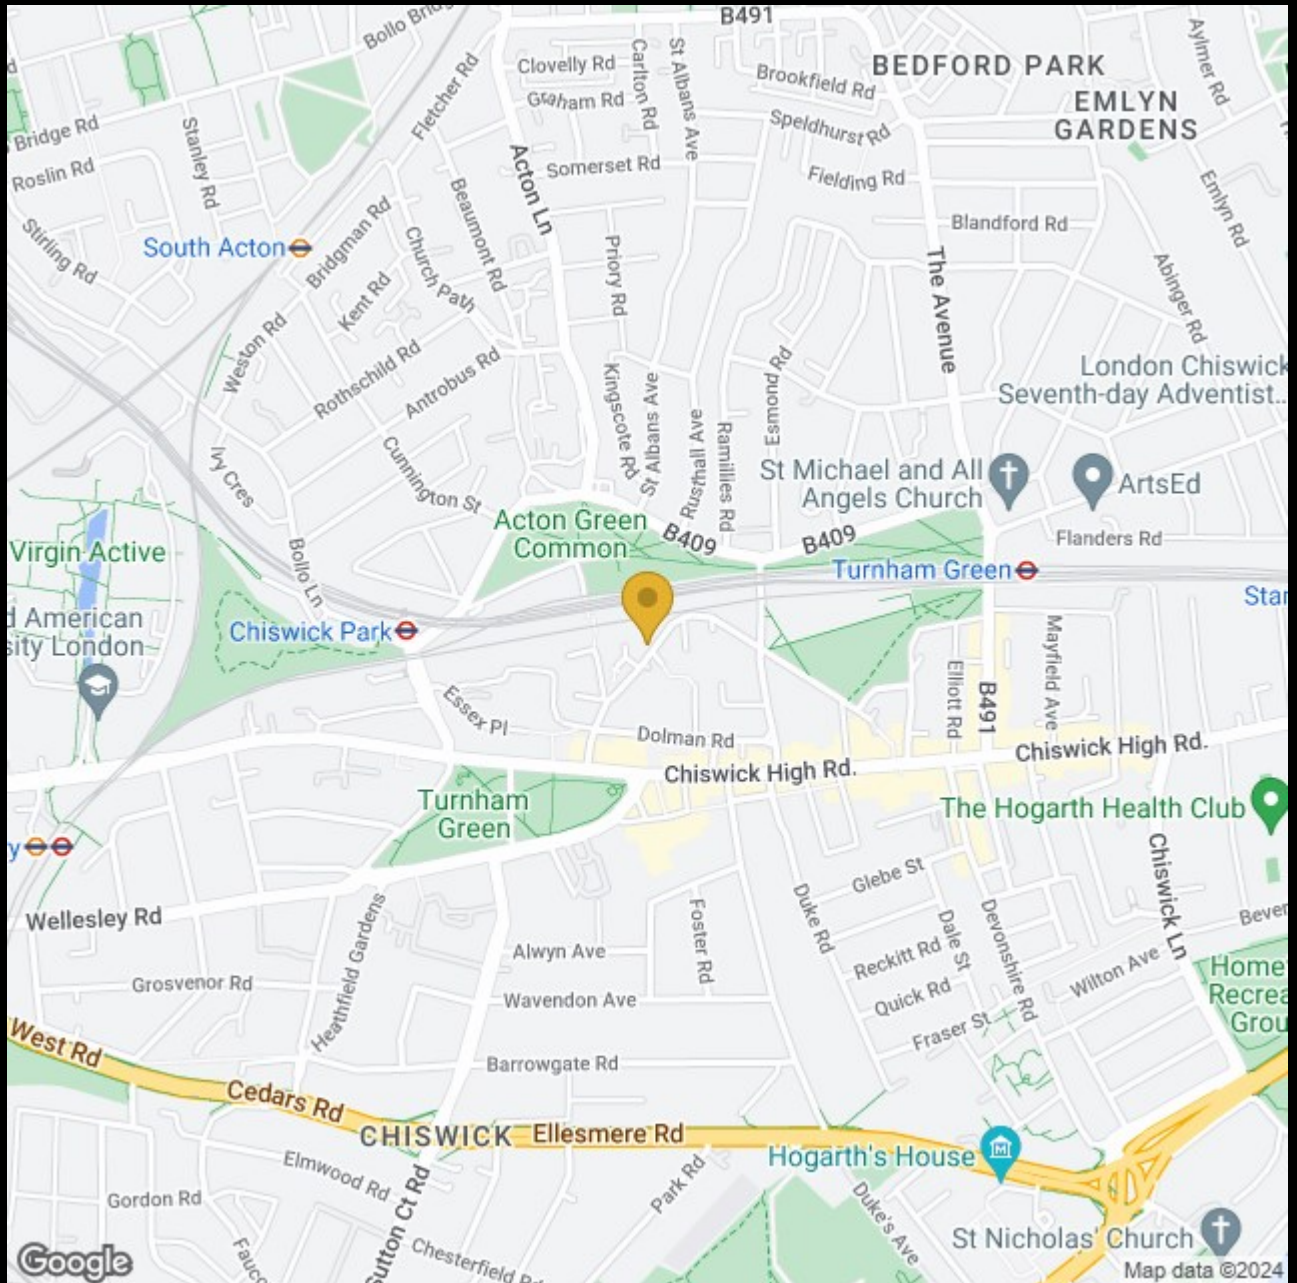 B491
Bollo Bridg
Clovelly Rd
Carlton Rd
St Albans Ave
BEDFORD PARK
Aylmer Rd
Brookfield Rd
Graham Rd
Fletcher Rd
EMLYN
GARDENS
Bridge Rd
Stanley Rd
Speldhurst Rd
Roslin Rd
Acton Ln
Somerset Rd
Fielding Rd
Emlyn Rd
Beaumont Rd
Stirling Rd
Blandford Rd
South Acton
Bridgman Rd
Church Path
Priory Rd
The Avenue
Abinger Rd
Kent Rd
Weston Rd
Rothschild Rd
Antrobus Rd
Kingscote Rd
St Albans Ave
Rusthall Ave
Ramillies Rd
Esmond Rd
London Chiswick
Seventh-day Adventist...
Ivy Cres
Cunnington St
St Michael and All
Angels Church
ArtsEd
Acton Green
Common
B409
B409
Flanders Rd
Virgin Active
Bollo Ln
Turnham Green
Star
d American
sity London
Chiswick Park
Mayfield Ave
Elliott Rd
B491
Essex Pl
Dolman Rd
Chiswick High Rd.
Chiswick High Rd.
Turnham
Green
The Hogarth Health Club
y
Chiswick Ln
Glebe St
Duke Rd
Devonshire Rd
Wellesley Rd
Heathfield Gardens
Foster Rd
Dale St
Bever
Alwyn Ave
Reckitt Rd
Wilton Ave
Home
Recrea
Grou
Grosvenor Rd
Wavendon Ave
Quick Rd
Fraser St
West Rd
Barrowgate Rd
Cedars Rd
CHISWICK
Ellesmere Rd
Hogarth's House
Elmwood Rd
Park Rd
Duke's Ave
Gordon Rd
Sutton Ct Rd
St Nicholas' Church
Fauco
Chesterfield Rd
Google
Map data ©2024